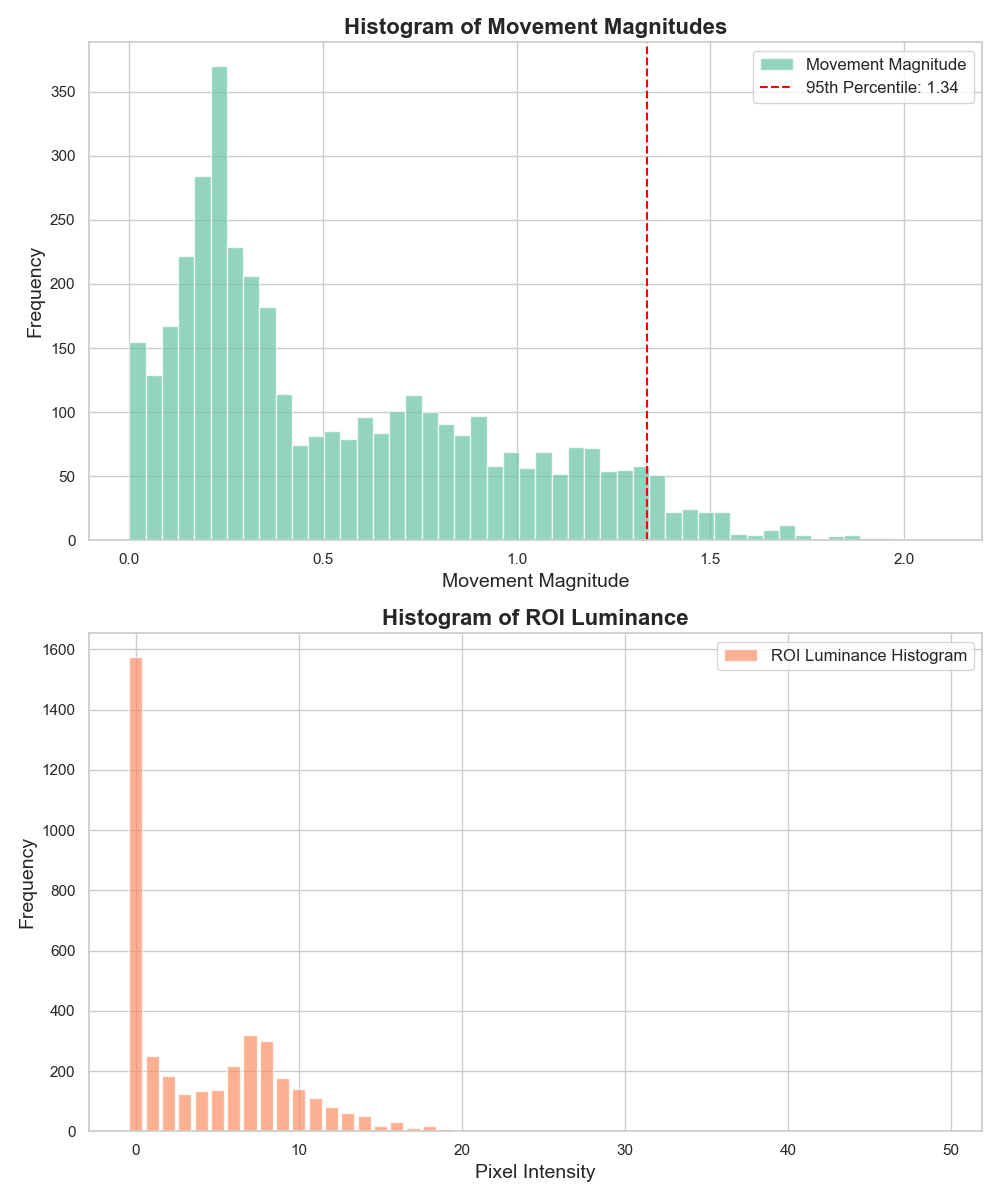 Histogram of Movement Magnitudes
Movement Magnitude
95th Percentile: 1.34
Frequency
350
300
250
200
150
100
50
0
0.0 0.5 1.0 1.5 2.0
Movement Magnitude
Histogram of ROI Luminance
ROI Luminance Histogram
Frequency
1600
1400
1200
1000
800
600
400
200
0
0 10 20 30 40 50
Pixel Intensity